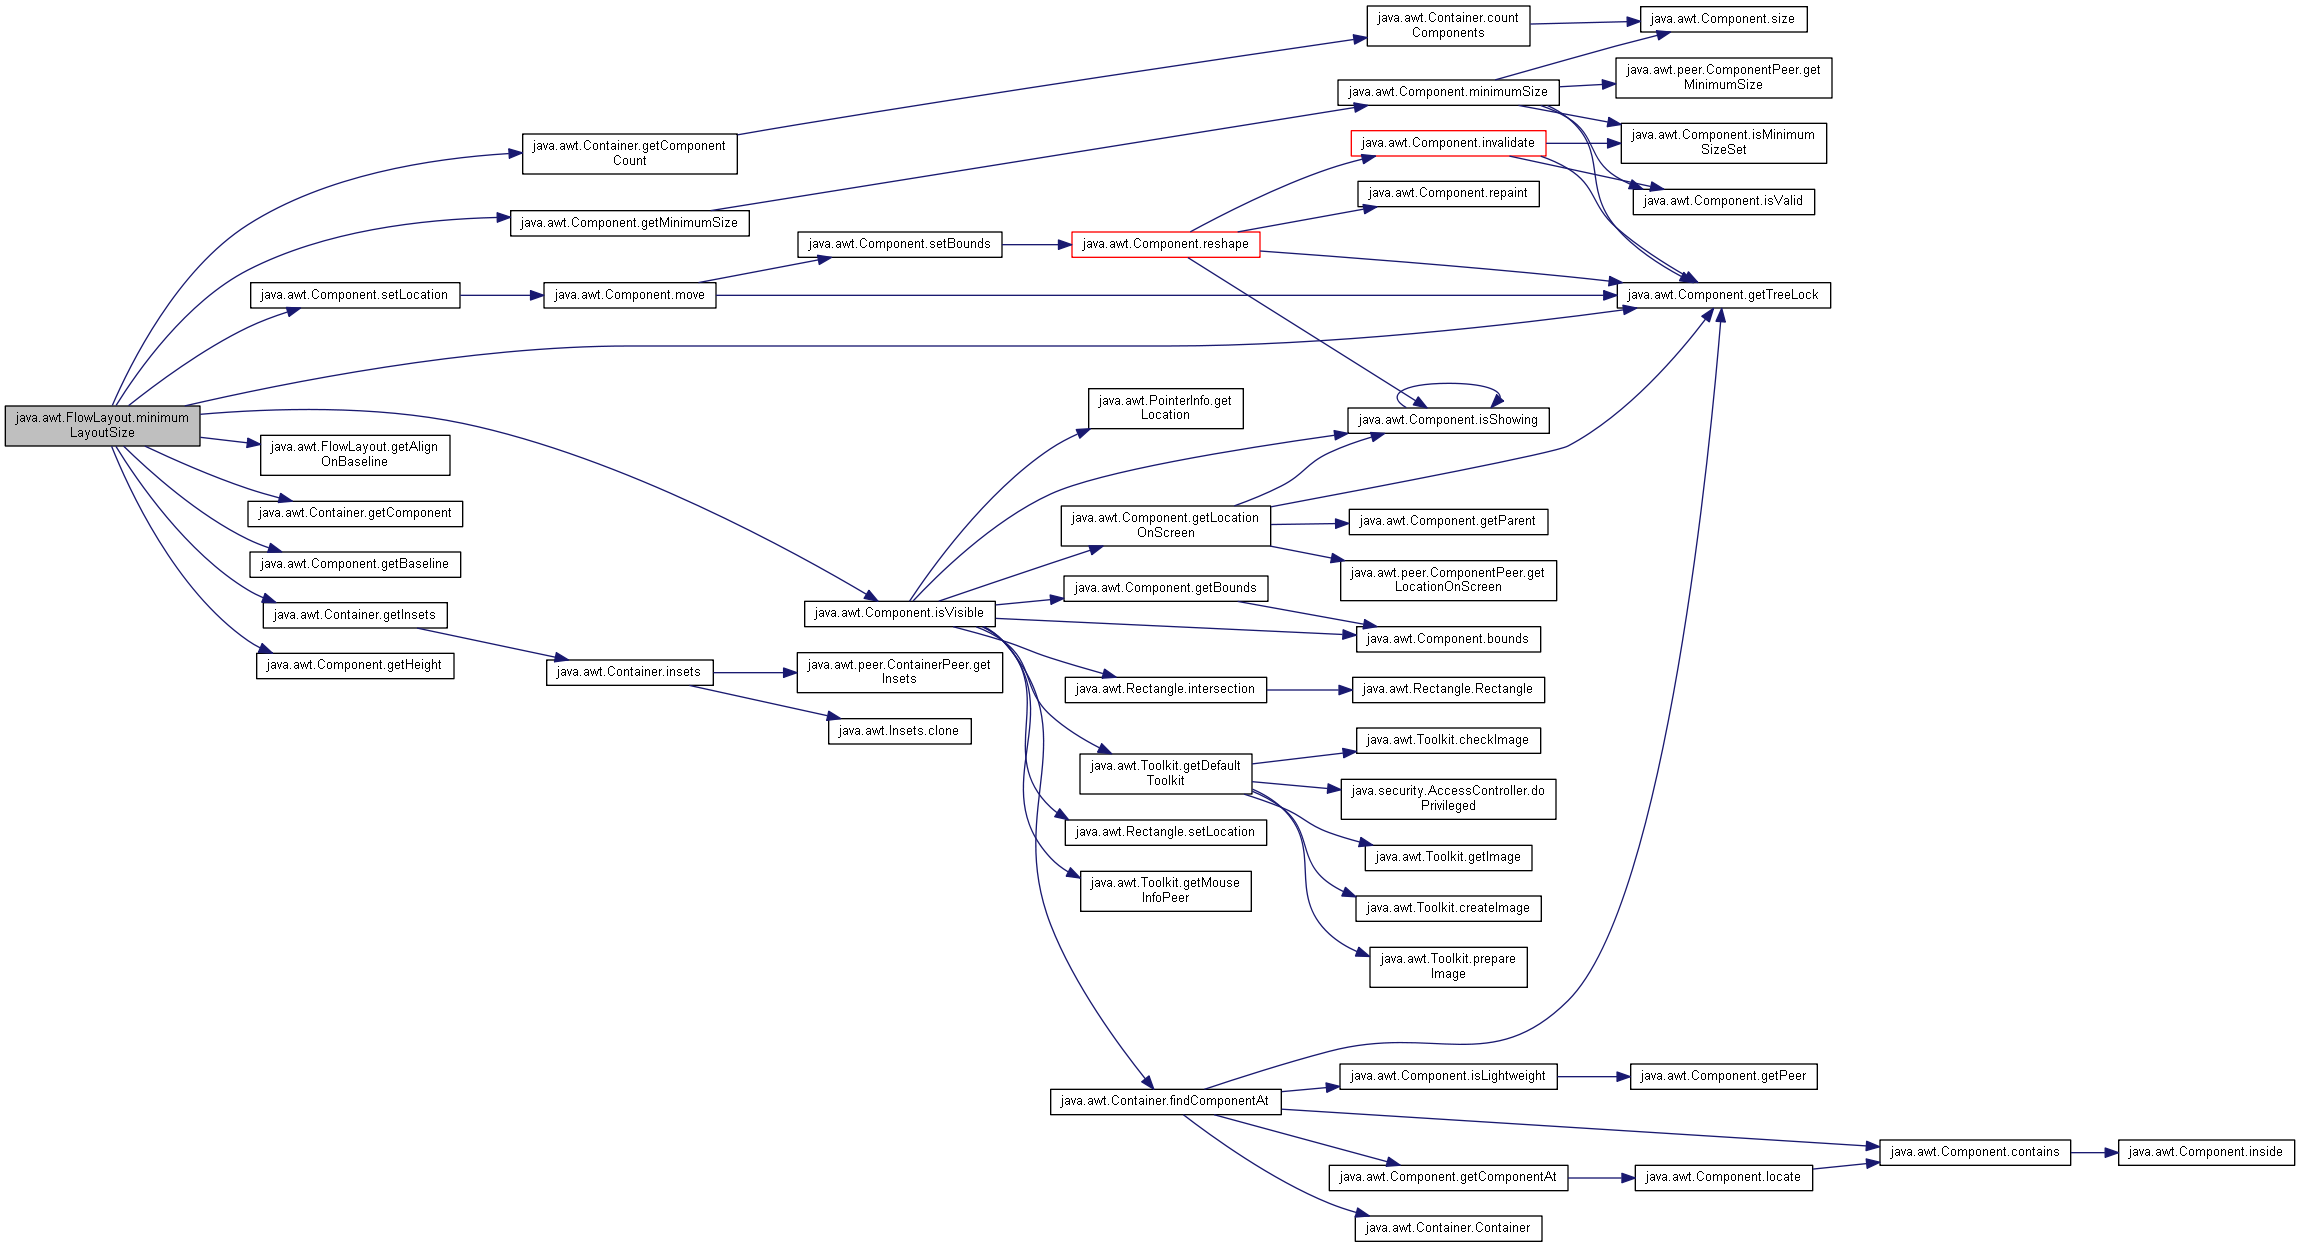 java.awt.FlowLayout.minimum
LayoutSize
java.awt.Container.getComponent
Count
java.awt.Component.getMinimumSize
java.awt.Component.setLocation
java.awt.FlowLayout.getAlign
OnBaseline
java.awt.Container.getComponent
java.awt.Component.getBaseline
java.awt.Container.getInsets
java.awt.Component.getHeight
java.awt.Component.move
java.awt.Container.insets
java.awt.Component.setBounds
java.awt.Component.isVisible
java.awt.peer.ContainerPeer.get
Insets
java.awt.Insets.clone
java.awt.Component.reshape
java.awt.PointerInfo.get
Location
java.awt.Component.getLocation
OnScreen
java.awt.Component.getBounds
java.awt.Rectangle.intersection
java.awt.Toolkit.getDefault
Toolkit
java.awt.Rectangle.setLocation
java.awt.Toolkit.getMouse
InfoPeer
java.awt.Container.findComponentAt
java.awt.Container.count
Components
java.awt.Component.minimumSize
java.awt.Component.invalidate
java.awt.Component.repaint
java.awt.Component.isShowing
java.awt.Component.getParent
java.awt.peer.ComponentPeer.get
LocationOnScreen
java.awt.Component.bounds
java.awt.Rectangle.Rectangle
java.awt.Toolkit.checkImage
java.security.AccessController.do
Privileged
java.awt.Toolkit.getImage
java.awt.Toolkit.createImage
java.awt.Toolkit.prepare
Image
java.awt.Component.isLightweight
java.awt.Component.getComponentAt
java.awt.Container.Container
java.awt.Component.size
java.awt.peer.ComponentPeer.get
MinimumSize
java.awt.Component.isMinimum
SizeSet
java.awt.Component.isValid
java.awt.Component.getTreeLock
java.awt.Component.getPeer
java.awt.Component.locate
java.awt.Component.contains
java.awt.Component.inside